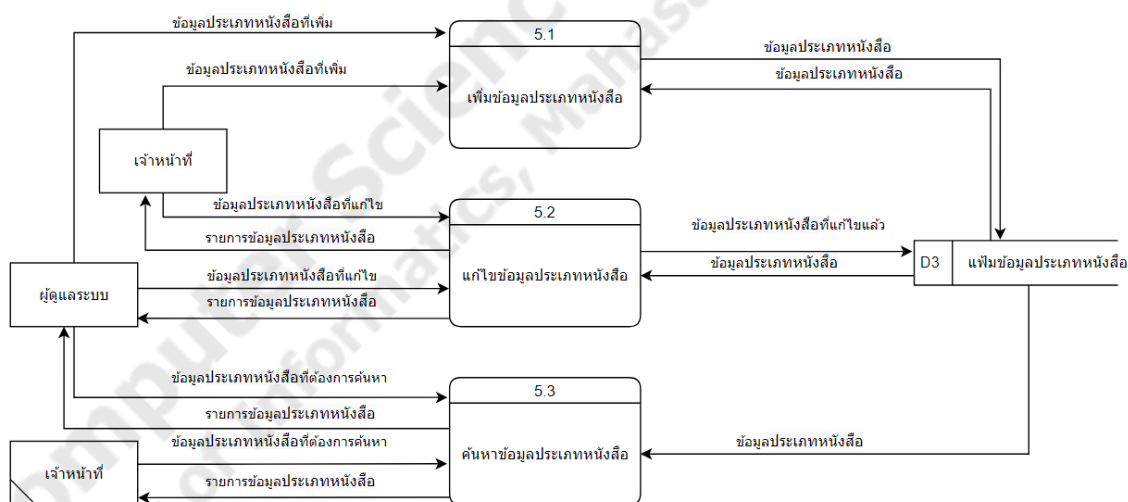 ข้อมูลประเภทหนังสือที่เพิ่ม
5.1
ข้อมูลประเภทหนังสือ
ข้อมูลประเภทหนังสือที่เพิ่ม
ข้อมูลประเภทหนังสือ
เพิ่มข้อมูลประเภทหนังสือ
เจ้าหน้าที่
ข้อมูลประเภทหนังสือที่แก้ไข
5.2
ข้อมูลประเภทหนังสือที่แก้ไขแล้ว
รายการข้อมูลประเภทหนังสือ
ข้อมูลประเภทหนังสือ
D3
แฟ้มข้อมูลประเภทหนังสือ
ข้อมูลประเภทหนังสือที่แก้ไข
แก้ไขข้อมูลประเภทหนังสือ
ผู้ดูแลระบบ
รายการข้อมูลประเภทหนังสือ
ข้อมูลประเภทหนังสือที่ต้องการค้นหา
5.3
รายการข้อมูลประเภทหนังสือ
ข้อมูลประเภทหนังสือที่ต้องการค้นหา
ข้อมูลประเภทหนังสือ
ค้นหาข้อมูลประเภทหนังสือ
เจ้าหน้าที่
รายการข้อมูลประเภทหนังสือ